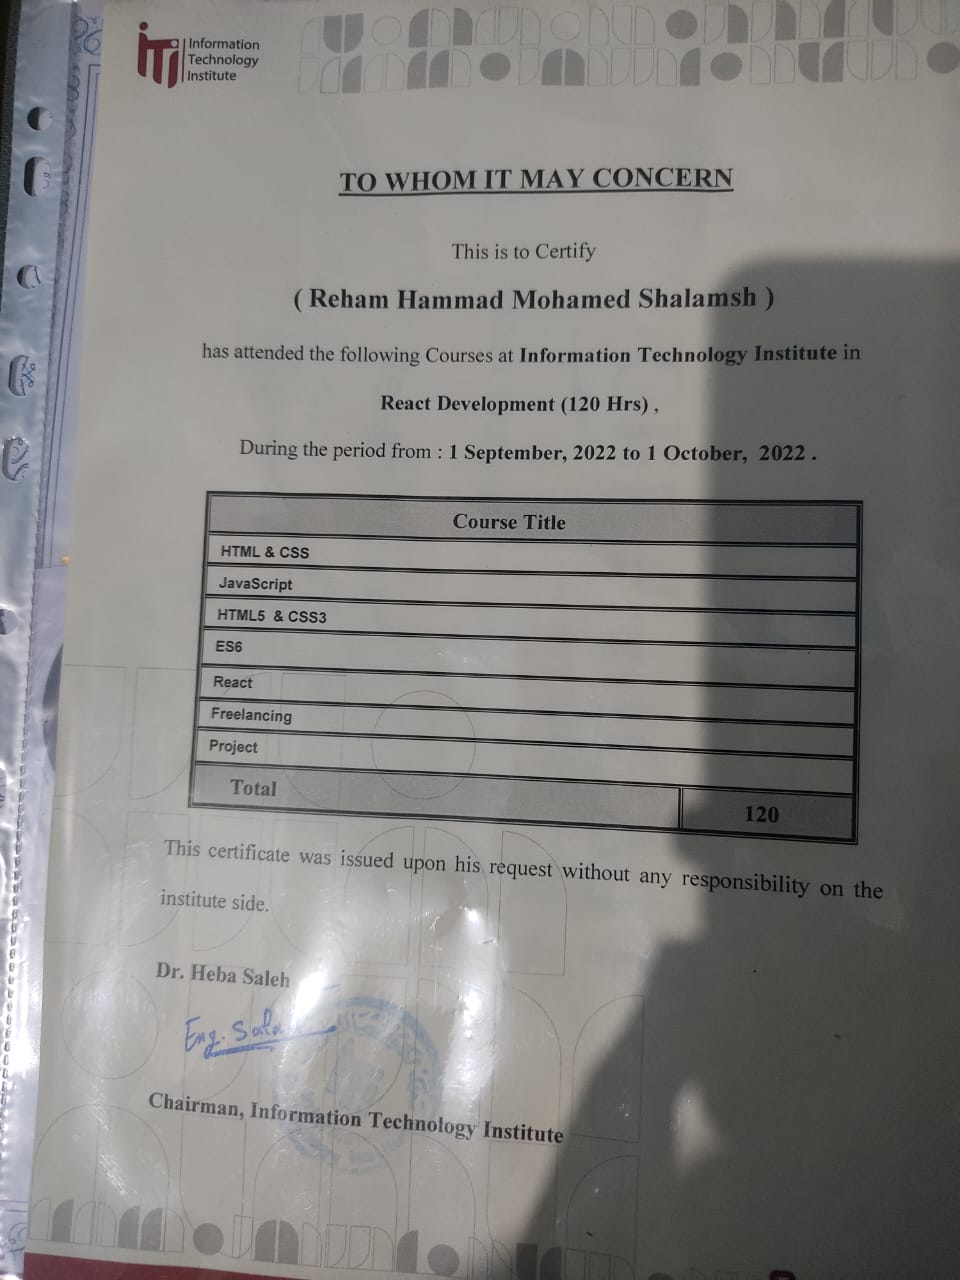 iTi
Information
Technology
Institute
TO WHOM IT MAY CONCERN
This is to Certify
( Reham Hammad Mohamed Shalamsh )
has attended the following Courses at Information Technology Institute in
React Development (120 Hrs) ,
During the period from : 1 September, 2022 to 1 October, 2022 .
Course Title
HTML & CSS
JavaScript
HTML5 & CSS3
ES6
React
Freelancing
Project
Total
120
This certificate was issued upon his request without any responsibility on the
institute side.
Dr. Heba Saleh
Eng. Sala
Chairman, Information Technology Institute